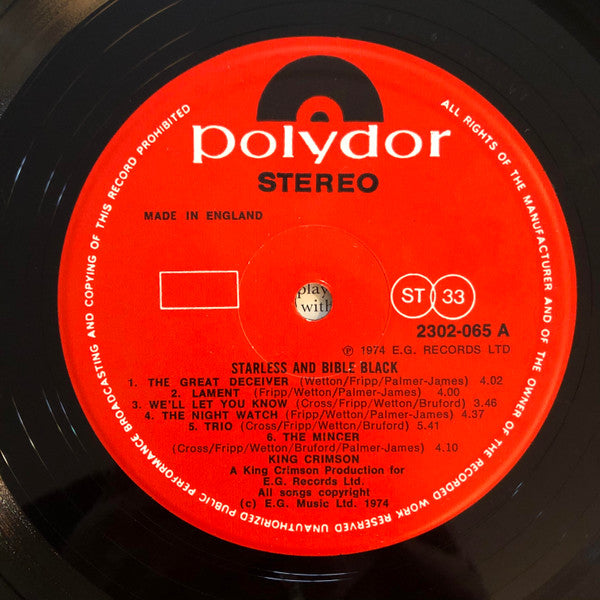 polydor
STEREO
MADE IN ENGLAND
play
with
ST 33
2302-065 A
℗ 1974 E.G. RECORDS LTD
STARLESS AND BIBLE BLACK
1. THE GREAT DECEIVER (Wetton/Fripp/Palmer-James) 4.02
2. LAMENT (Fripp/Wetton/Palmer-James) 4.00
3. WE'LL LET YOU KNOW (Cross/Fripp/Wetton/Bruford) 3.46
4. THE NIGHT WATCH (Fripp/Wetton/Palmer-James) 4.37
5. TRIO (Cross/Fripp/Wetton/Bruford) 5.41
6. THE MINCER
(Cross/Fripp/Wetton/Bruford/Palmer-James) 4.10
KING CRIMSON
A King Crimson Production for
E.G. Records Ltd.
All songs copyright
(c) E.G. Music Ltd. 1974
ALL RIGHTS OF THE MANUFACTURER AND OF THE OWNER OF THE RECORDED WORK RESERVED UNAUTHORIZED PUBLIC PERFORMANCE BROADCASTING AND COPYING OF THIS RECORD PROHIBITED